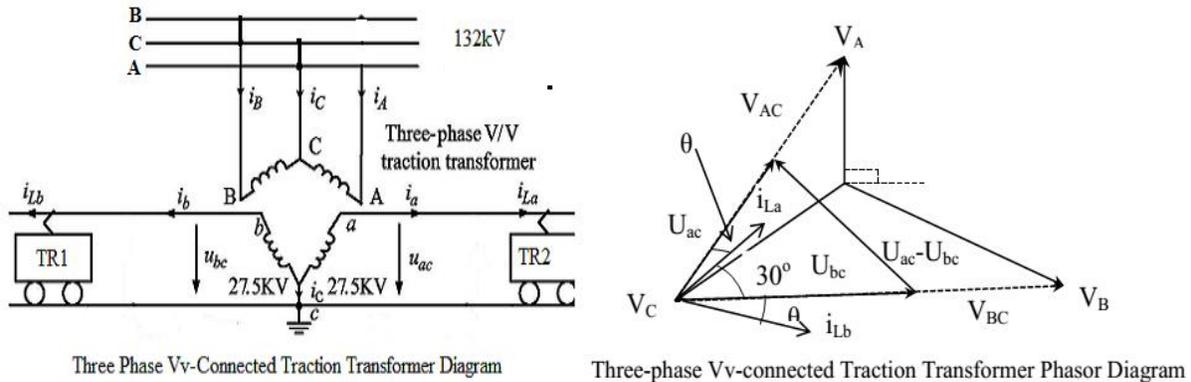 B
C
A
132kV
i_B
i_C
i_A
Three-phase V/V
traction transformer
C
B
A
i_Lb
i_b
i_a
i_La
b
a
TR1
u_bc
u_ac
TR2
27.5KV
i_c
27.5KV
c
Three Phase Vv-Connected Traction Transformer Diagram
V_A
V_AC
θ
i_La
U_ac
U_ac-U_bc
30°
U_bc
V_C
V_B
V_BC
θ
i_Lb
Three-phase Vv-connected Traction Transformer Phasor Diagram